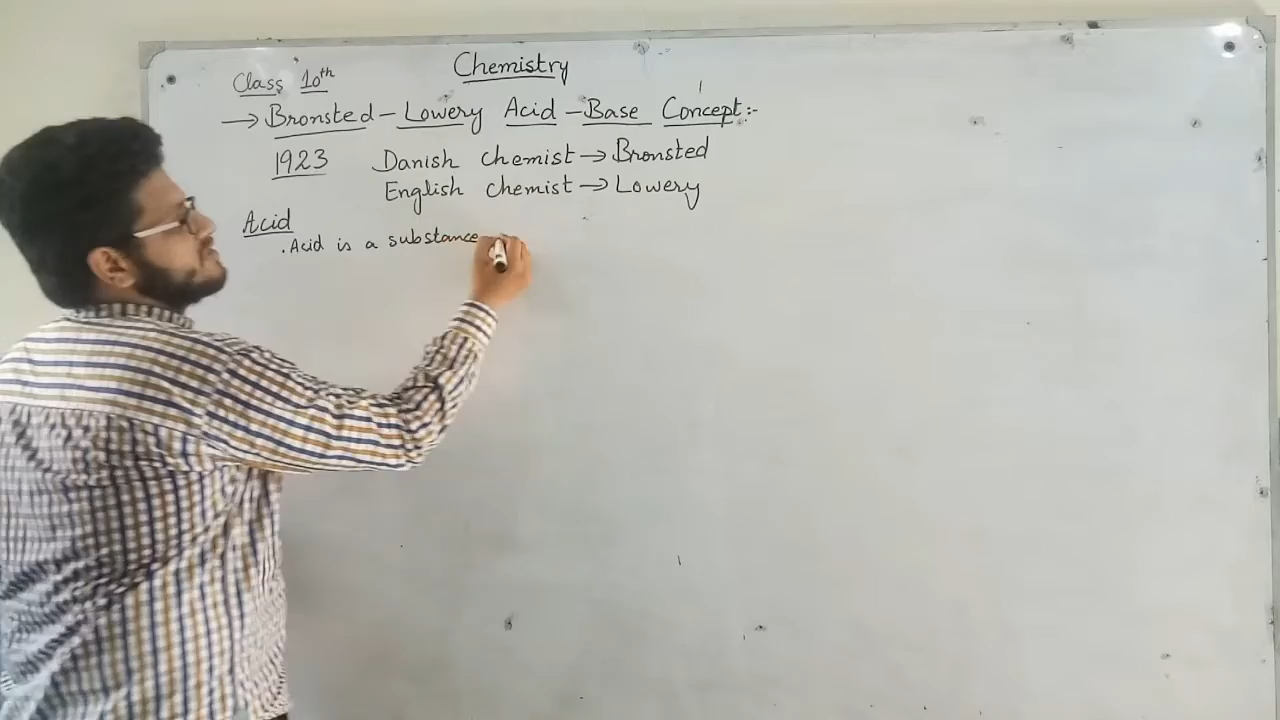 Class 10th Chemistry
→ Bronsted - Lowery Acid - Base Concept:-
1923 Danish chemist → Bronsted
English chemist → Lowery
Acid
. Acid is a substance